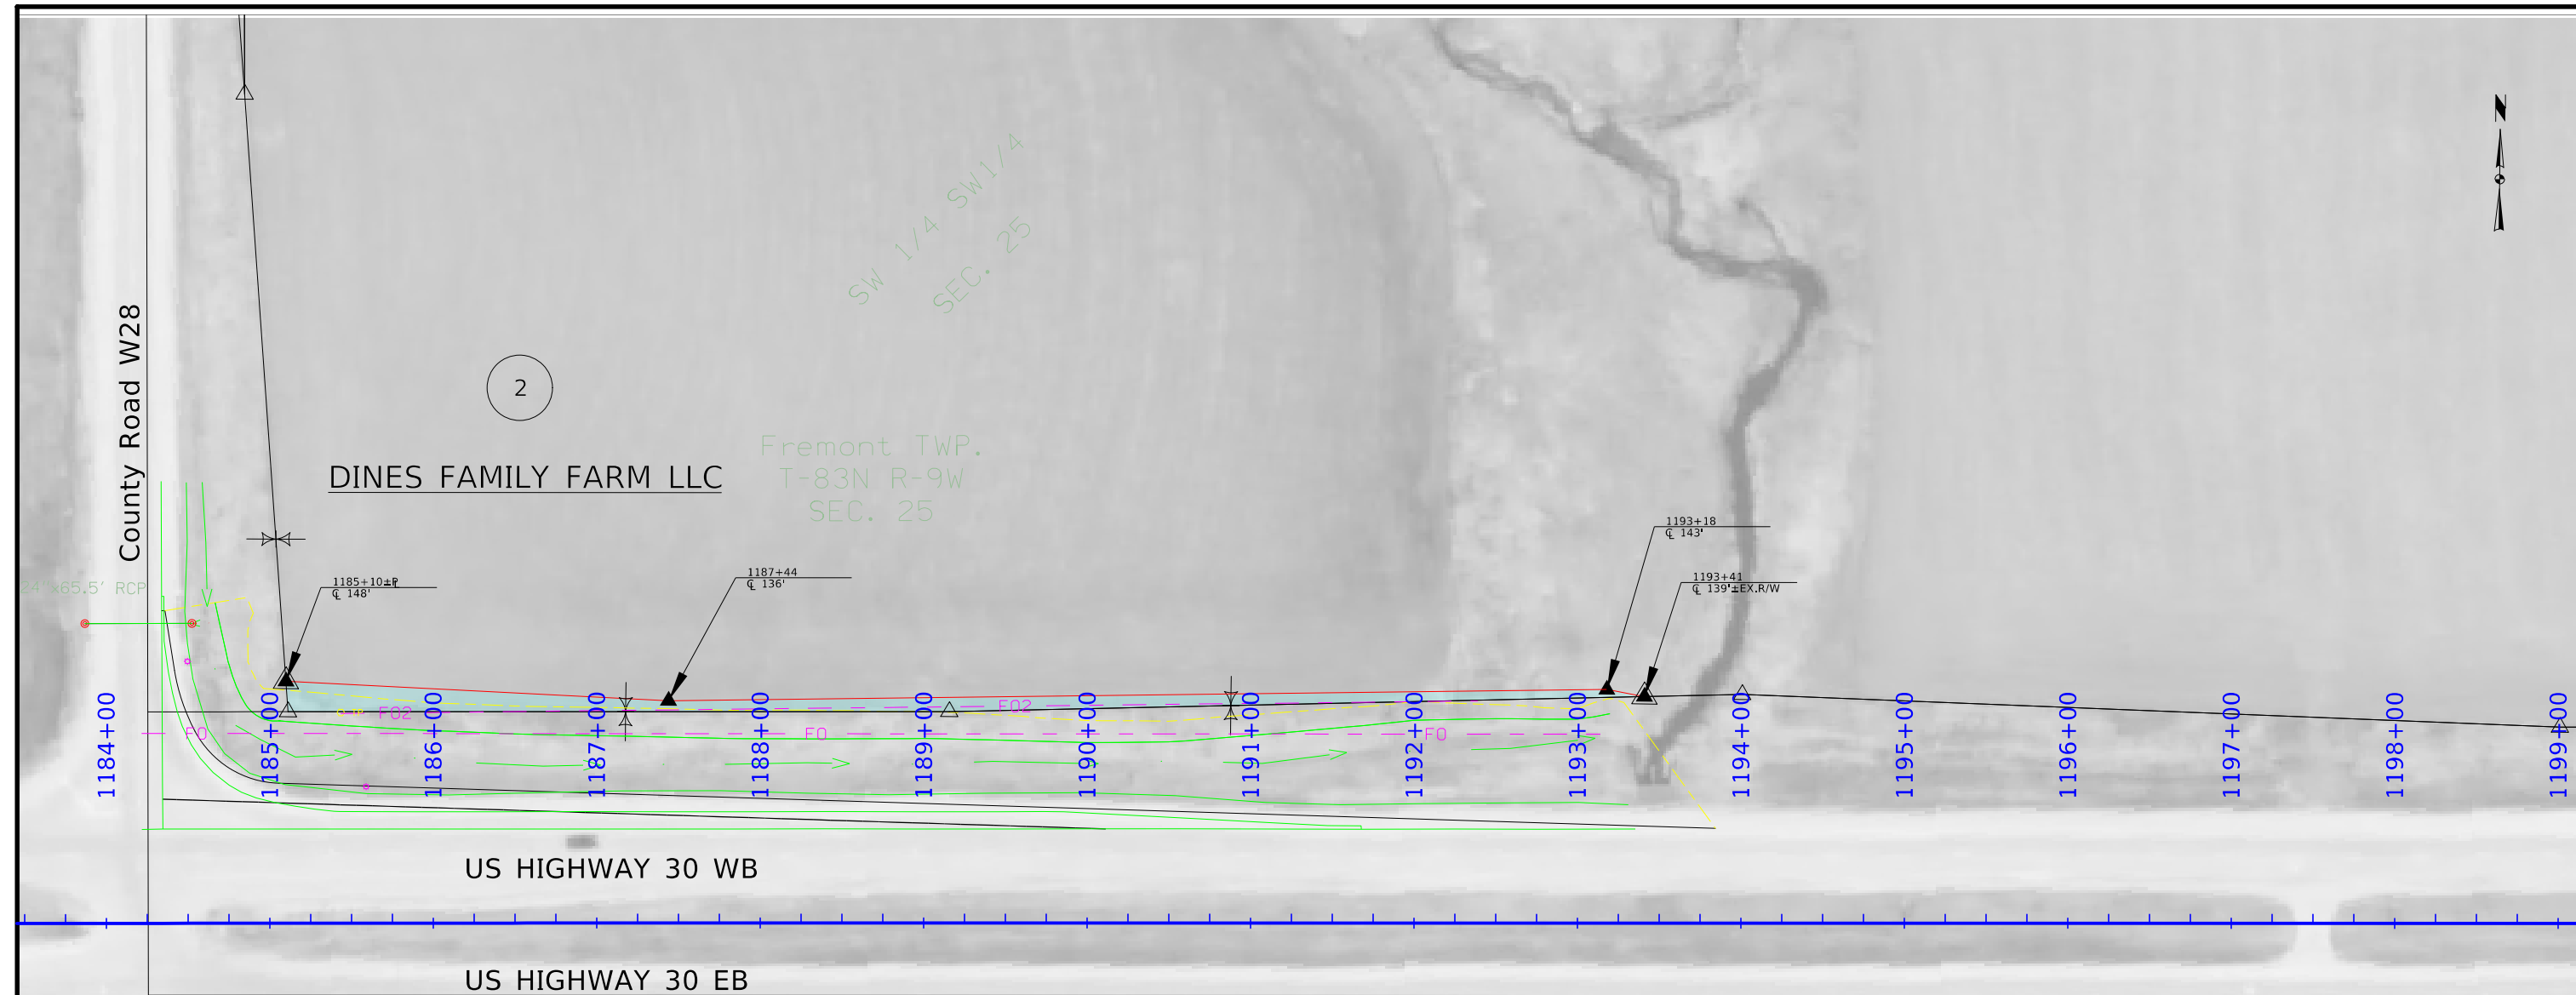 N
SW 1/4 SW1/4
SEC. 25
County Road W28
2
DINES FAMILY FARM LLC
Fremont TWP.
T-83N R-9W
SEC. 25
1193+18
℄ 143'
1187+44
℄ 136'
1185+10±⅊
℄ 148'
1193+41
℄ 139'±EX.R/W
24"x65.5' RCP
FO2
FO2
FO
FO
FO
1184+00
1185+00
1186+00
1187+00
1188+00
1189+00
1190+00
1191+00
1192+00
1193+00
1194+00
1195+00
1196+00
1197+00
1198+00
1199+00
US HIGHWAY 30 WB
US HIGHWAY 30 EB